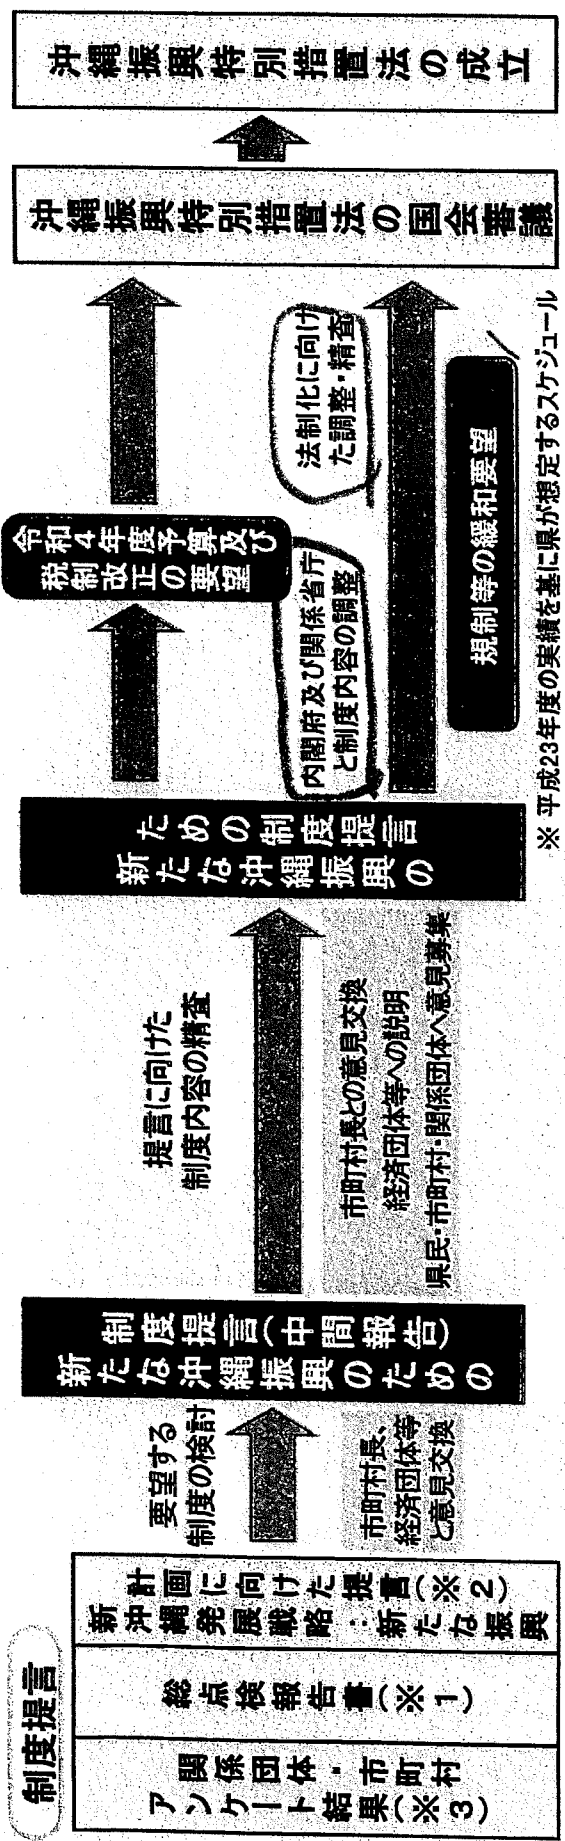 制度提言
関係団体・市町村
アンケート結果(※3)
総点検報告書(※1)
新沖縄発展戦略:新たな振興
計画に向けた提言(※2)
要望する
制度の検討
市町村長、
経済団体等
と意見交換
新たな沖縄振興のための
制度提言(中間報告)
提言に向けた
制度内容の精査
市町村長との意見交換
経済団体等への説明
県民・市町村・関係団体へ意見募集
新たな沖縄振興の
ための制度提言
令和4年度予算及び
税制改正の要望
内閣府及び関係省庁
と制度内容の調整
法制化に向け
た調整・精査
規制等の緩和要望
沖縄振興特別措置法の国会審議
沖縄振興特別措置法の成立
※ 平成23年度の実績を基に県が想定するスケジュール